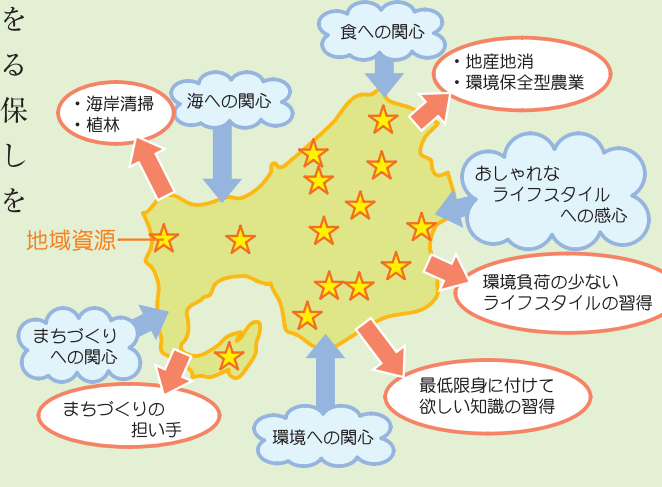 を
る
保
し
を
食への関心
・地産地消
・環境保全型農業
・海岸清掃
・植林
海への関心
おしゃれな
ライフスタイル
への感心
地域資源
環境負荷の少ない
ライフスタイルの習得
まちづくり
への関心
最低限身に付けて
欲しい知識の習得
まちづくりの
担い手
環境への関心